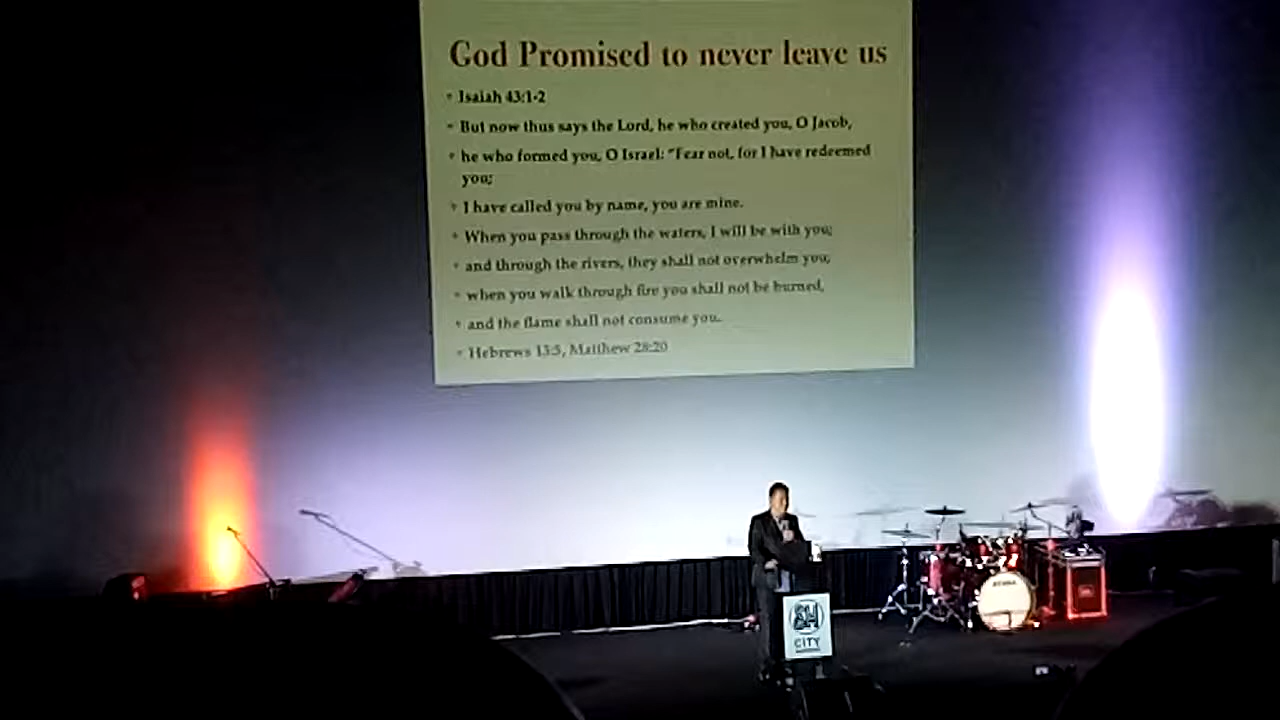 God Promised to never leave us
Isaiah 43:1-2
But now thus says the Lord, he who created you, O Jacob,
he who formed you, O Israel: "Fear not, for I have redeemed
you;
I have called you by name, you are mine.
When you pass through the waters, I will be with you;
and through the rivers, they shall not overwhelm you;
when you walk through fire you shall not be burned,
and the flame shall not consume you.
Hebrews 13:5, Matthew 28:20
SM
CITY
TAMA